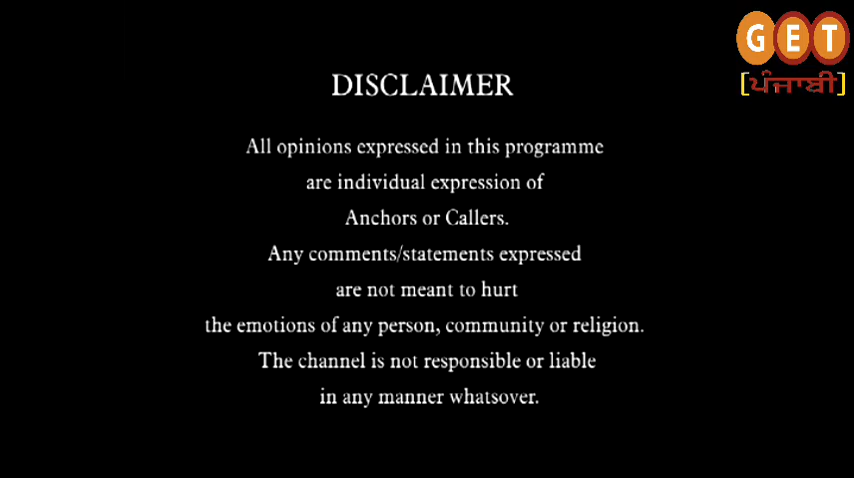 GET
[ਪੰਜਾਬੀ]
DISCLAIMER
All opinions expressed in this programme
are individual expression of
Anchors or Callers.
Any comments/statements expressed
are not meant to hurt
the emotions of any person, community or religion.
The channel is not responsible or liable
in any manner whatsover.